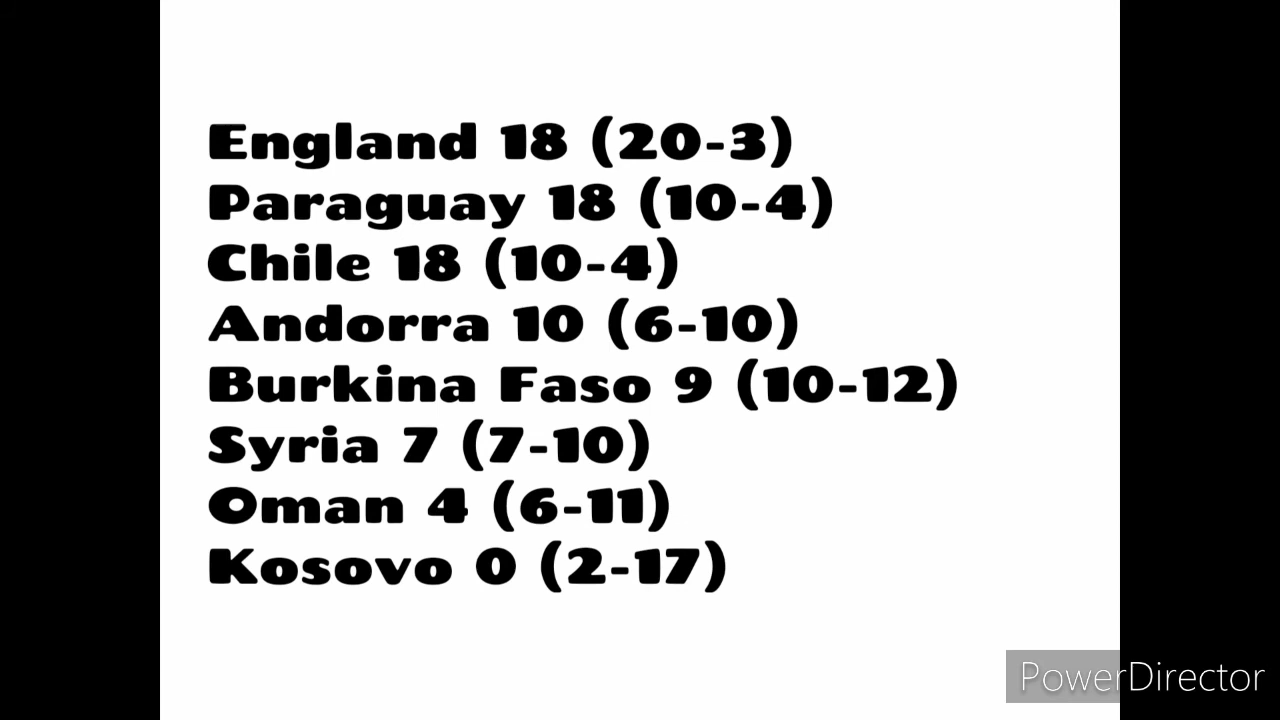 England 18 (20-3)
Paraguay 18 (10-4)
Chile 18 (10-4)
Andorra 10 (6-10)
Burkina Faso 9 (10-12)
Syria 7 (7-10)
Oman 4 (6-11)
Kosovo 0 (2-17)
PowerDirector